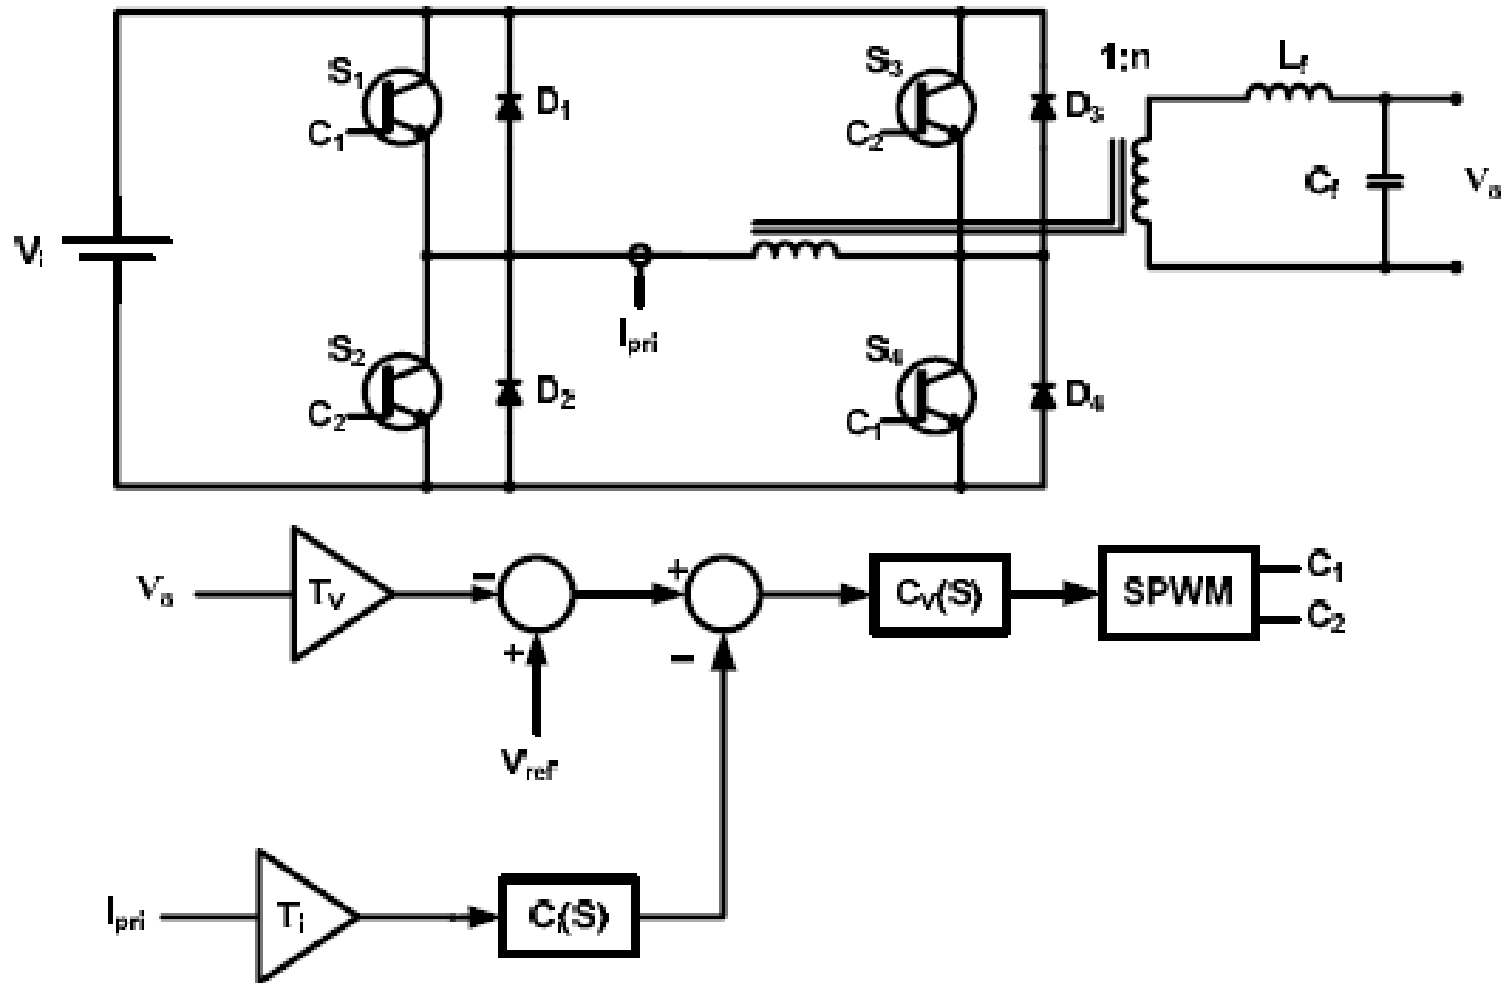 S1
C1
D1
S3
C2
D3
1:n
Lf
Cf
Vo
Vi
Ipri
S2
C2
D2
S4
C1
D4
Vo
Tv
−
+
Vref
+
−
Cv(S)
SPWM
C1
C2
Ipri
Ti
Ci(S)